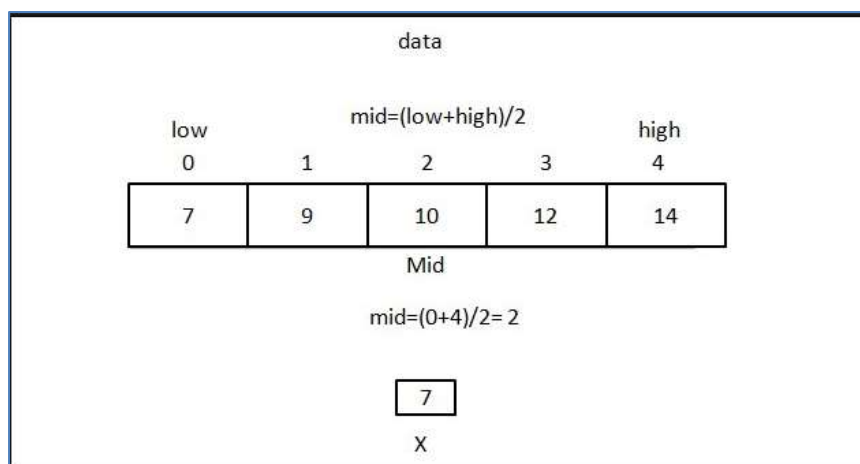 data
mid=(low+high)/2
low high
0 1 2 3 4
7 9 10 12 14
Mid
mid=(0+4)/2= 2
7
X